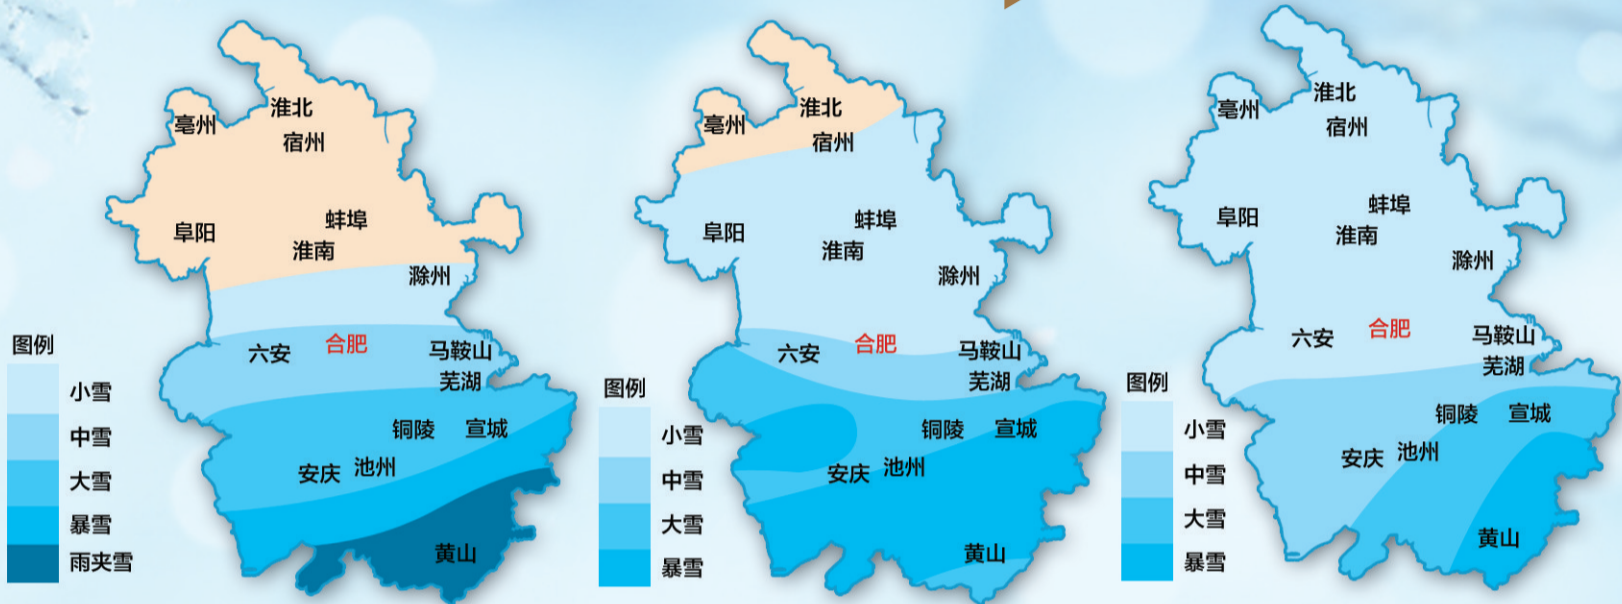 淮北
亳州
宿州
蚌埠
阜阳
淮南
滁州
六安
合肥
马鞍山
芜湖
铜陵
宣城
池州
安庆
黄山
图例
小雪
中雪
大雪
暴雪
雨夹雪
淮北
亳州
宿州
蚌埠
阜阳
淮南
滁州
六安
合肥
马鞍山
芜湖
铜陵
宣城
池州
安庆
黄山
图例
小雪
中雪
大雪
暴雪
淮北
亳州
宿州
蚌埠
阜阳
淮南
滁州
六安
合肥
马鞍山
芜湖
铜陵
宣城
池州
安庆
黄山
图例
小雪
中雪
大雪
暴雪